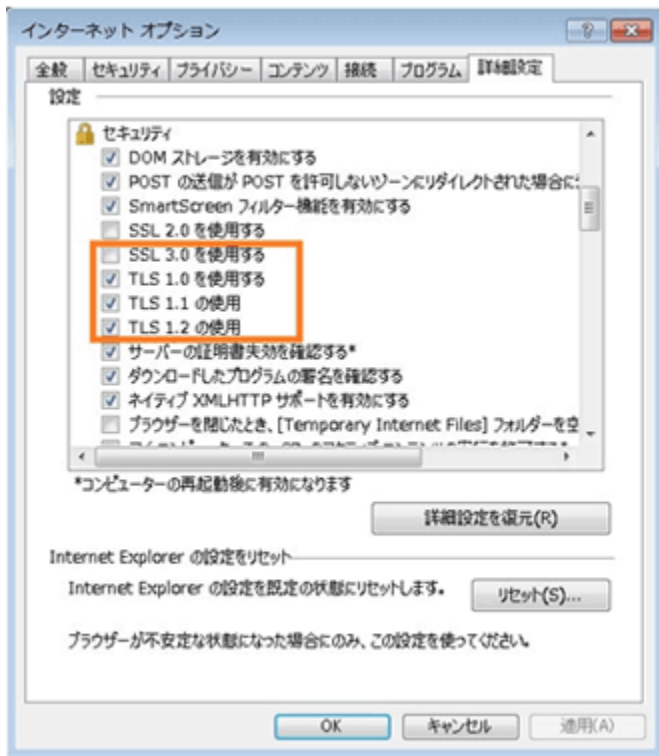 インターネット オプション
全般 セキュリティ プライバシー コンテンツ 接続 プログラム 詳細設定
設定
セキュリティ
DOM ストレージを有効にする
POST の送信が POST を許可しないゾーンにリダイレクトされた場合に
SmartScreen フィルター機能を有効にする
SSL 2.0 を使用する
SSL 3.0 を使用する
TLS 1.0 を使用する
TLS 1.1 の使用
TLS 1.2 の使用
サーバーの証明書失効を確認する*
ダウンロードしたプログラムの署名を確認する
ネイティブ XMLHTTP サポートを有効にする
ブラウザーを閉じたとき、[Temporary Internet Files] フォルダーを空
*コンピューターの再起動後に有効になります
詳細設定を復元(R)
Internet Explorer の設定をリセット
Internet Explorer の設定を既定の状態にリセットします。
リセット(S)...
ブラウザーが不安定な状態になった場合にのみ、この設定を使ってください。
OK キャンセル 適用(A)